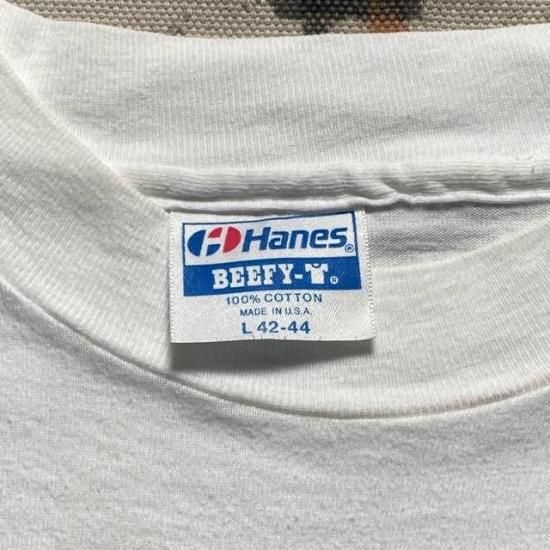 Hanes®
BEEFY-T®
100% COTTON
MADE IN U.S.A.
L 42-44